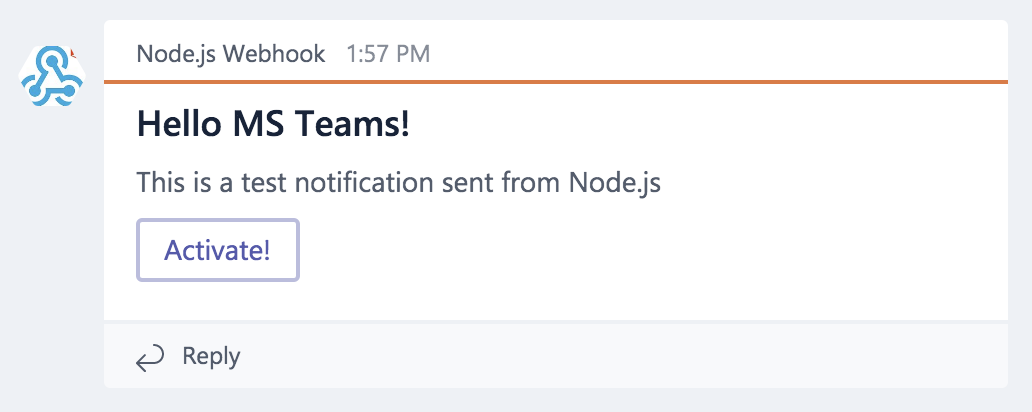 Node.js Webhook 1:57 PM
Hello MS Teams!
This is a test notification sent from Node.js
Activate!
Reply